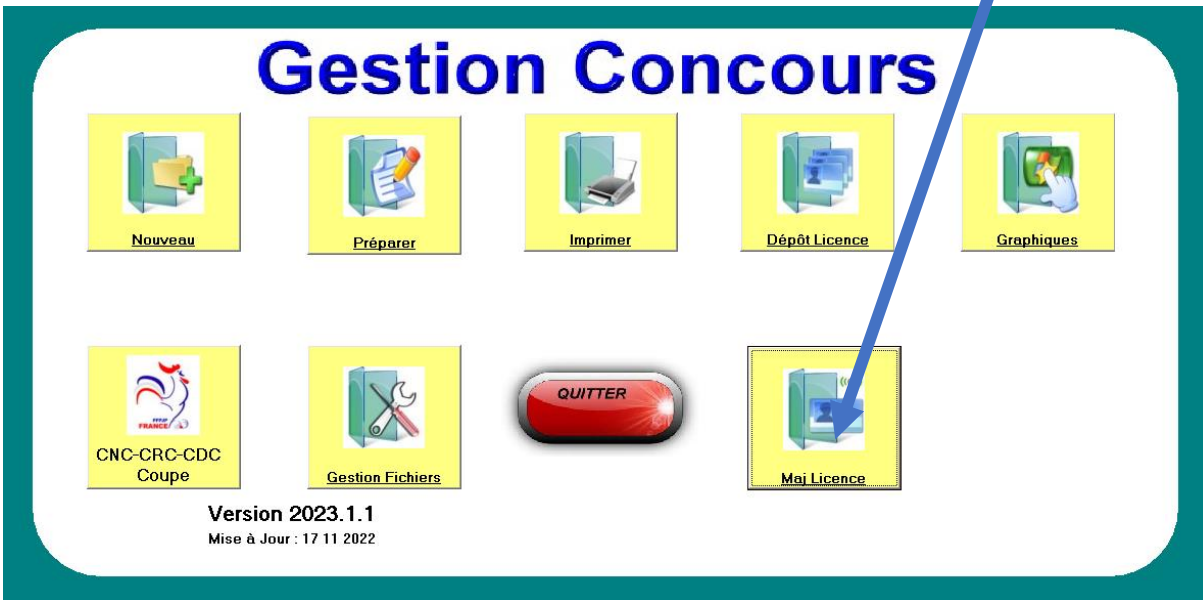 Gestion Concours
Nouveau
Préparer
Imprimer
Dépôt Licence
Graphiques
FRANCE
CNC-CRC-CDC
Coupe
Gestion Fichiers
QUITTER
Maj Licence
Version 2023.1.1
Mise à Jour : 17 11 2022